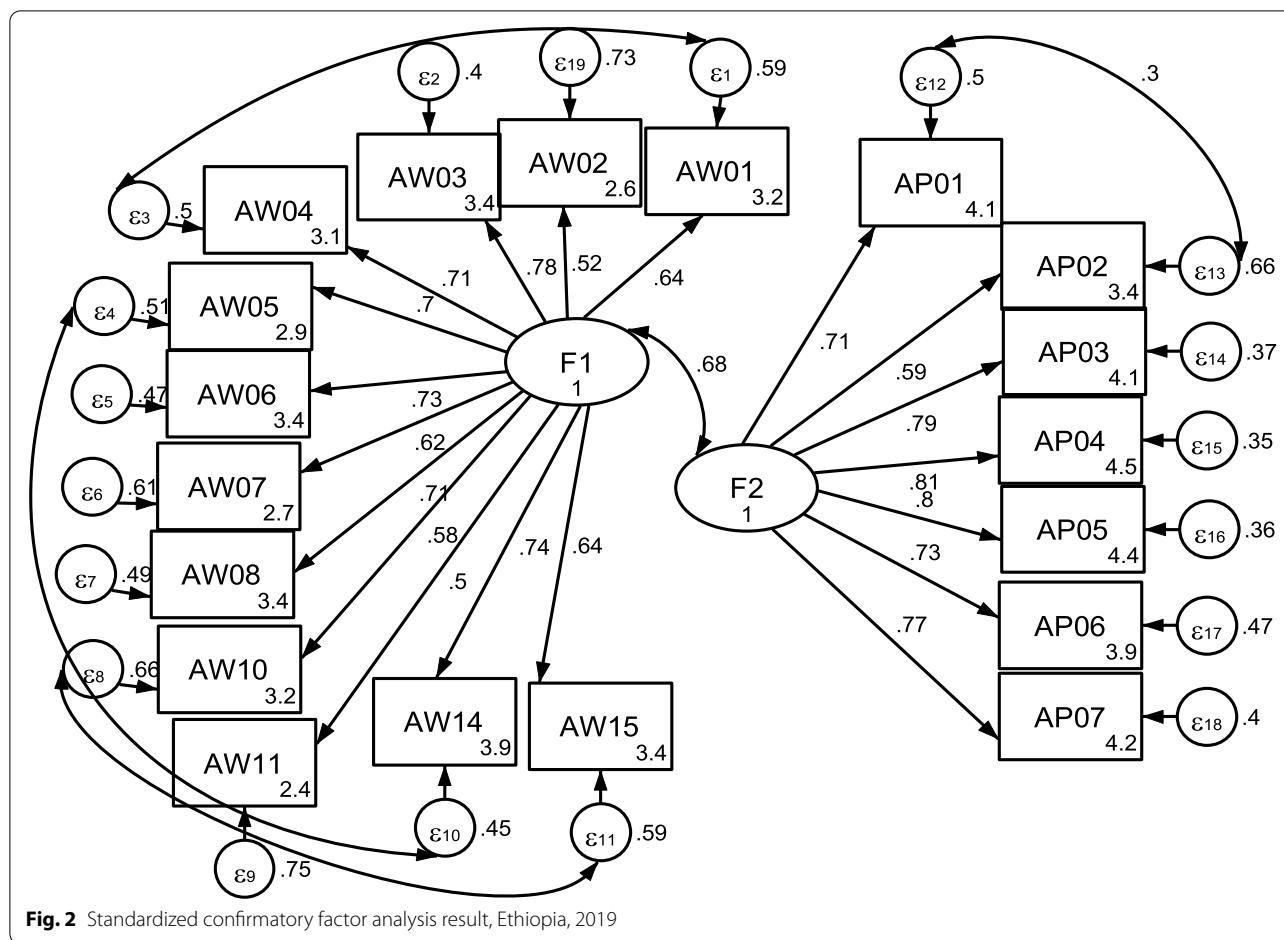 ε2 .4
ε19 .73
ε1 .59
ε12 .5
.3
AW03 3.4
AW02 2.6
AW01 3.2
AP01 4.1
ε3 .5
AW04 3.1
AP02 3.4
ε13 .66
ε4 .51
AW05 2.9
.71
.7
.78
.52
.64
AP03 4.1
ε14 .37
F1
1
.68
.71
.59
ε5 .47
AW06 3.4
.73
.79
AP04 4.5
ε15 .35
.62
ε6 .61
AW07 2.7
.71
F2
1
.81
.8
AP05 4.4
ε16 .36
.58
.74
.64
.73
ε7 .49
AW08 3.4
.5
.77
AP06 3.9
ε17 .47
ε8 .66
AW10 3.2
AW14 3.9
AW15 3.4
AP07 4.2
ε18 .4
AW11 2.4
ε10 .45
ε11 .59
ε9 .75
Fig. 2 Standardized confirmatory factor analysis result, Ethiopia, 2019